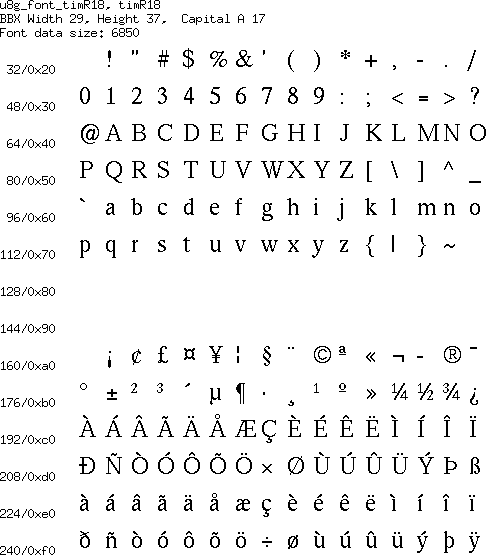 u8g_font_timR18, timR18
BBX Width 29, Height 37, Capital A 17
Font data size: 6850
32/0x20 ! " # $ % & ' ( ) * + , - . /
48/0x30 0 1 2 3 4 5 6 7 8 9 : ; < = > ?
64/0x40 @ A B C D E F G H I J K L M N O
80/0x50 P Q R S T U V W X Y Z [ \ ] ^ _
96/0x60 ` a b c d e f g h i j k l m n o
112/0x70 p q r s t u v w x y z { | } ~
128/0x80
144/0x90
160/0xa0 ¡ ¢ £ ¤ ¥ ¦ § ¨ © ª « ¬ - ® ¯
176/0xb0 ° ± ² ³ ´ µ ¶ · ¸ ¹ º » ¼ ½ ¾ ¿
192/0xc0 À Á Â Ã Ä Å Æ Ç È É Ê Ë Ì Í Î Ï
208/0xd0 Ð Ñ Ò Ó Ô Õ Ö × Ø Ù Ú Û Ü Ý Þ ß
224/0xe0 à á â ã ä å æ ç è é ê ë ì í î ï
240/0xf0 ð ñ ò ó ô õ ö ÷ ø ù ú û ü ý þ ÿ